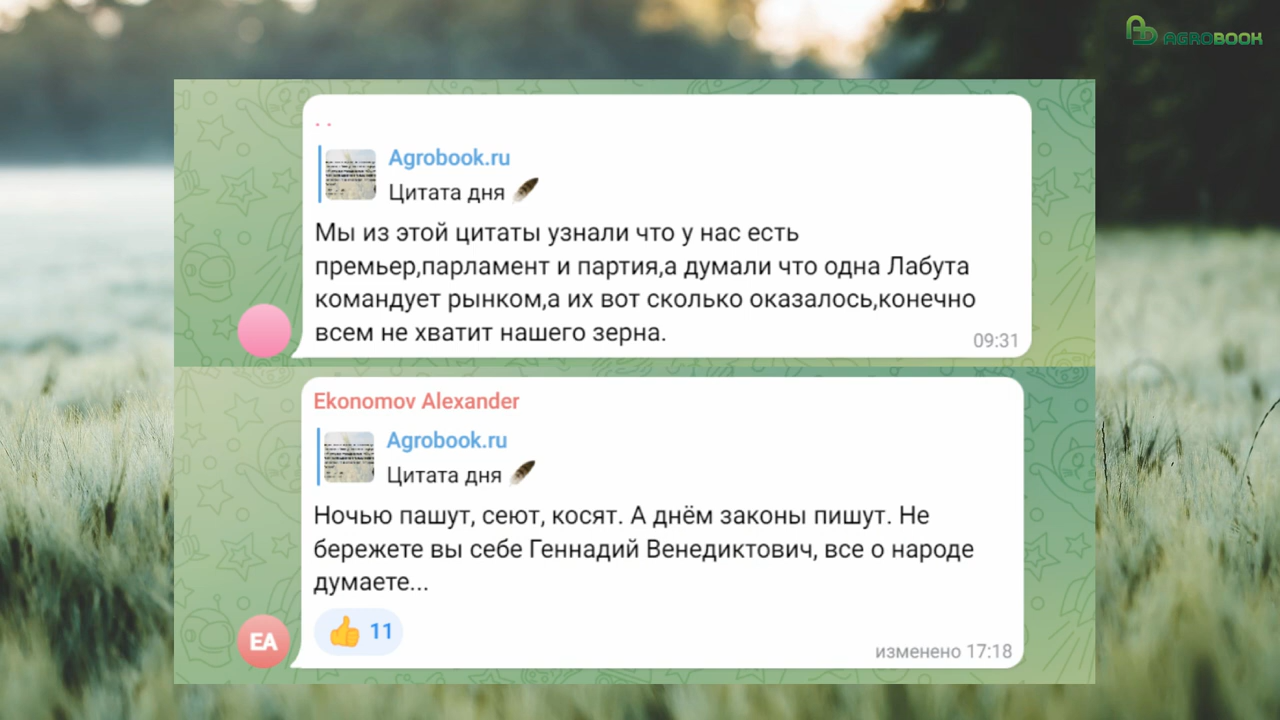 AGROBOOK
. .
Agrobook.ru
Цитата дня
Мы из этой цитаты узнали что у нас есть
премьер,парламент и партия,а думали что одна Лабута
командует рынком,а их вот сколько оказалось,конечно
всем не хватит нашего зерна.
09:31
Ekonomov Alexander
Agrobook.ru
Цитата дня
Ночью пашут, сеют, косят. А днём законы пишут. Не
бережете вы себе Геннадий Венедиктович, все о народе
думаете...
11
изменено 17:18
EA